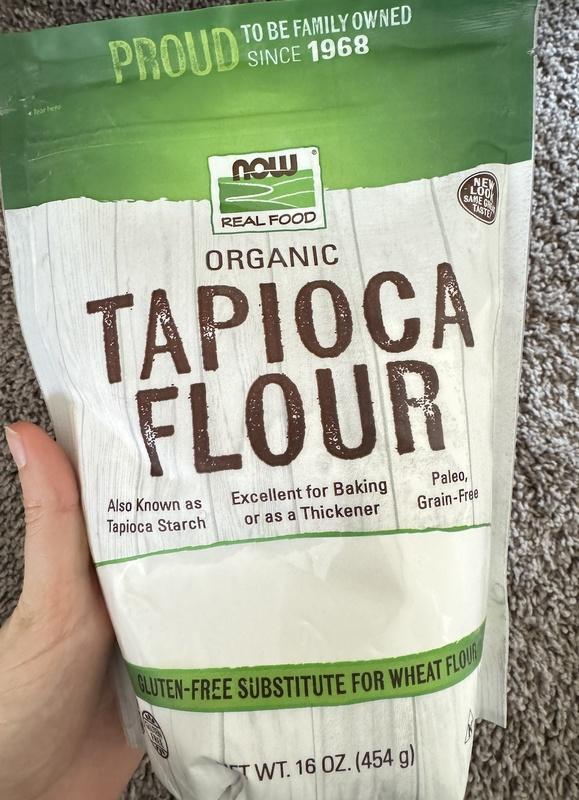 PROUD TO BE FAMILY OWNED
SINCE 1968
Tear here
NOW
REAL FOOD
NEW
LOOK
SAME GREAT
TASTE!
ORGANIC
TAPIOCA
FLOUR
Also Known as
Tapioca Starch
Excellent for Baking
or as a Thickener
Paleo,
Grain-Free
GLUTEN-FREE SUBSTITUTE FOR WHEAT FLOUR
WT. 16 OZ. (454 g)
K